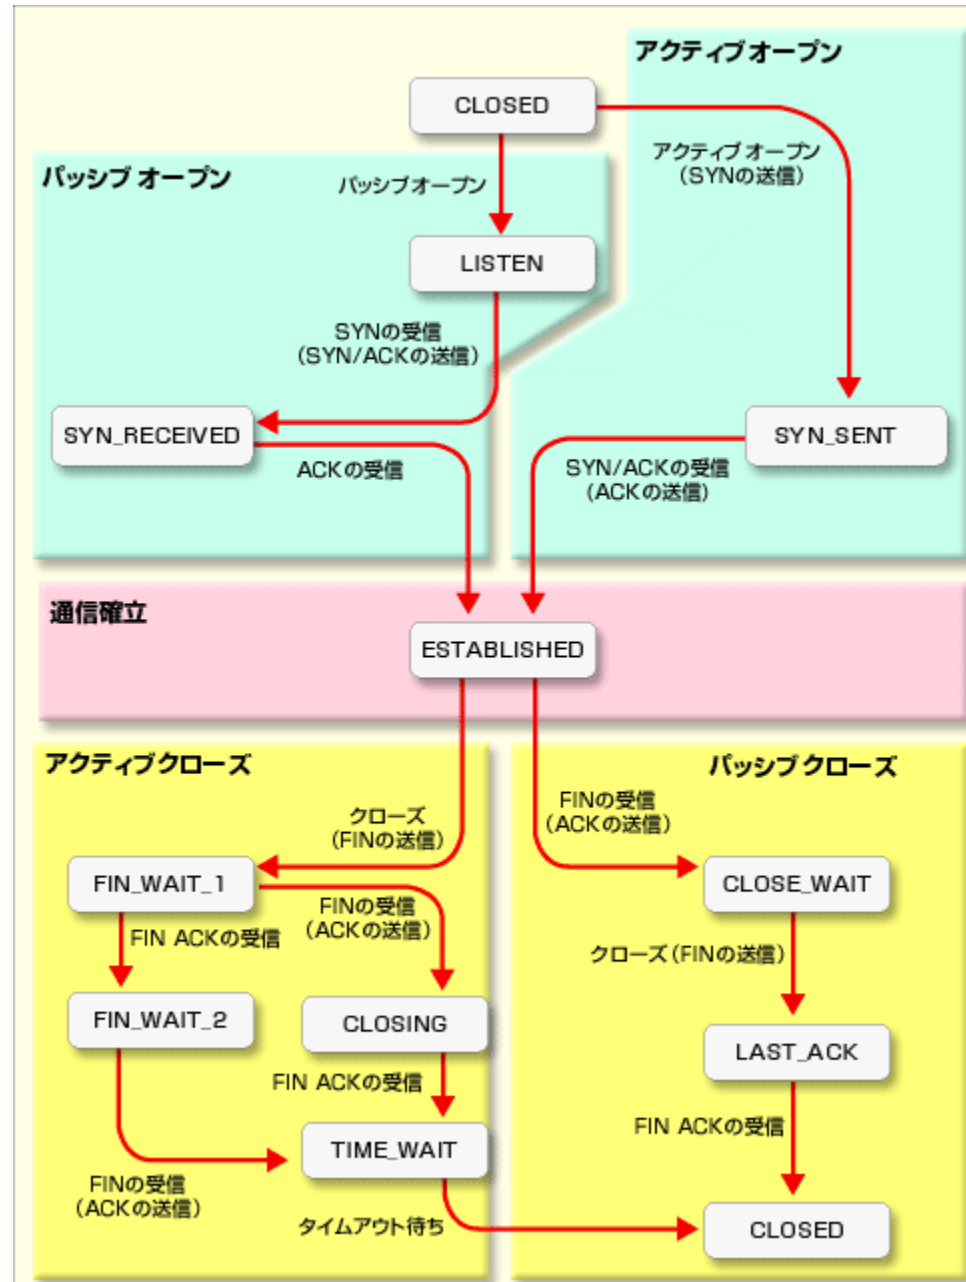 アクティブオープン
CLOSED
アクティブオープン
(SYNの送信)
パッシブオープン
パッシブオープン
LISTEN
SYNの受信
(SYN/ACKの送信)
SYN_RECEIVED
SYN_SENT
ACKの受信
SYN/ACKの受信
(ACKの送信)
通信確立
ESTABLISHED
アクティブクローズ
パッシブクローズ
クローズ
(FINの送信)
FINの受信
(ACKの送信)
FIN_WAIT_1
CLOSE_WAIT
FINの受信
(ACKの送信)
FIN ACKの受信
クローズ(FINの送信)
FIN_WAIT_2
CLOSING
LAST_ACK
FIN ACKの受信
FIN ACKの受信
TIME_WAIT
FINの受信
(ACKの送信)
タイムアウト待ち
CLOSED